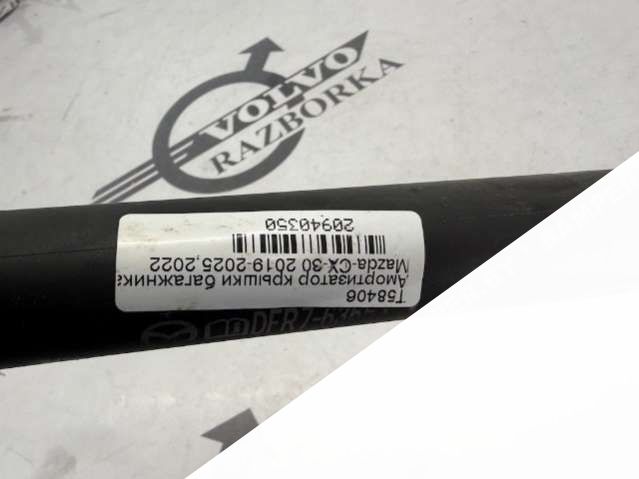 VOLVO
RAZBORKA
T58406
Амортизатор крышки багажника
Mazda-CX-30 2019-2025,2022
20940350